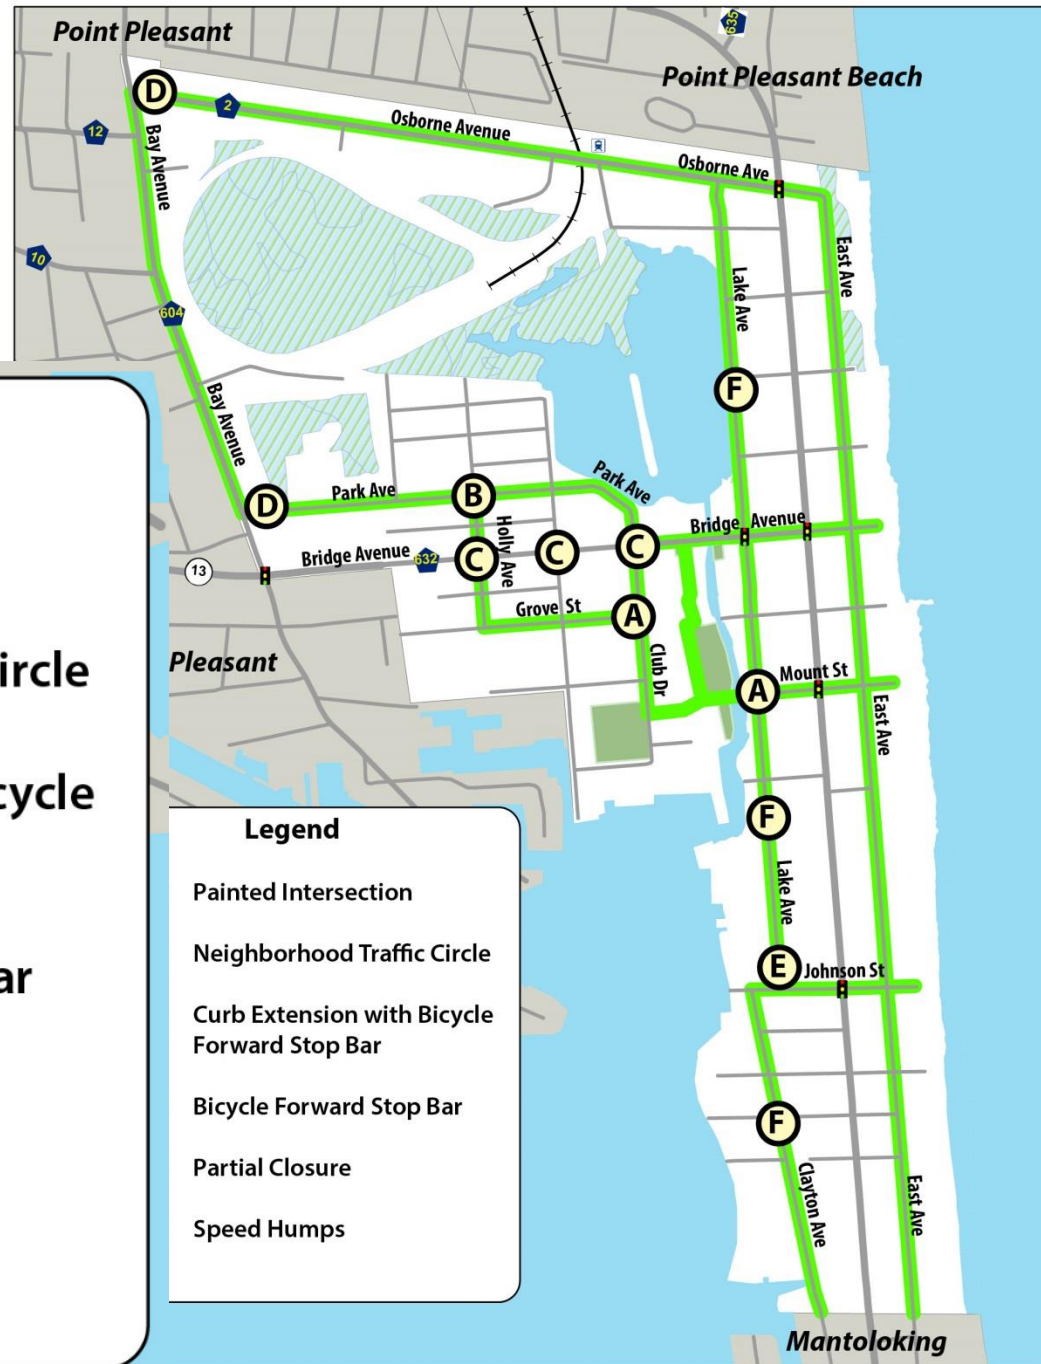 Point Pleasant
635
Point Pleasant Beach
D
2
12
Osborne Avenue
Bay Avenue
Osborne Ave
10
East Ave
Lake Ave
604
F
Bay Avenue
Park Ave
Park Ave
D
B
Bridge Avenue
Holly Ave
C
C
C
Bridge Avenue
632
13
Grove St
A
Club Dr
ircle
Pleasant
Mount St
A
East Ave
cycle
F
Legend
Painted Intersection
Lake Ave
Neighborhood Traffic Circle
E
Johnson St
ar
Curb Extension with Bicycle
Forward Stop Bar
Bicycle Forward Stop Bar
F
Partial Closure
Clayton Ave
East Ave
Speed Humps
Mantoloking